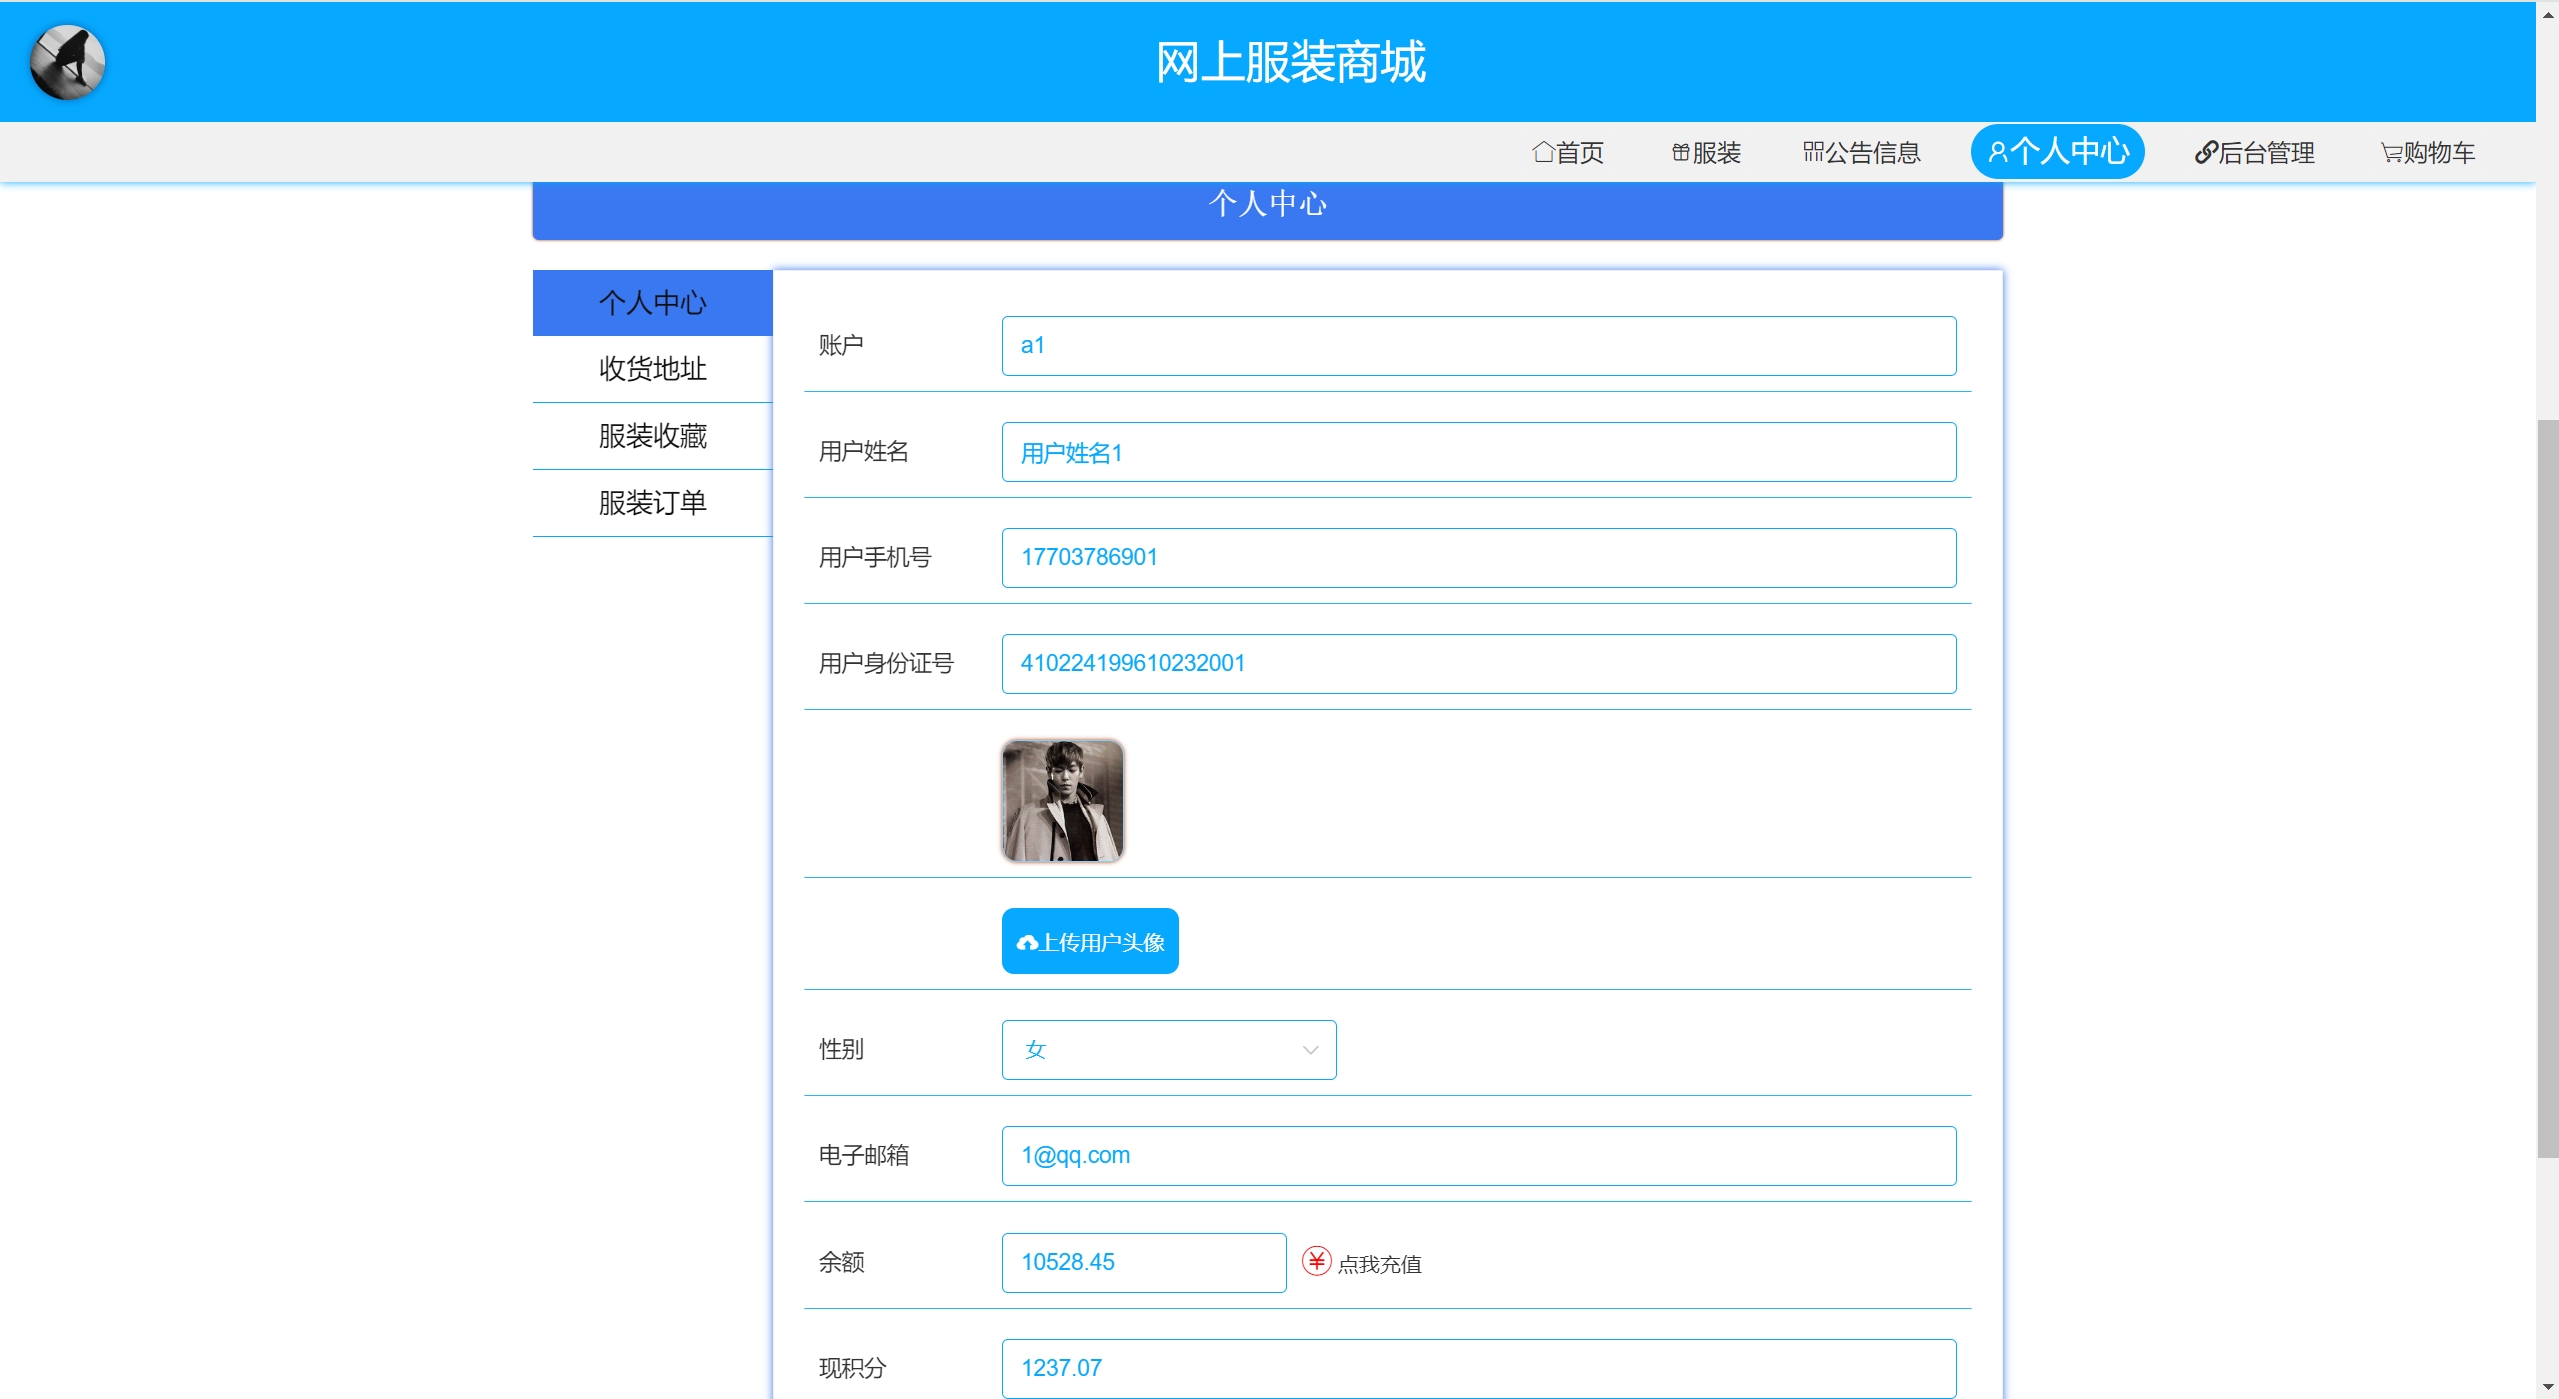 网上服装商城
首页 服装 公告信息 个人中心 后台管理 购物车
个人中心
个人中心
收货地址
服装收藏
服装订单
账户 a1
用户姓名 用户姓名1
用户手机号 17703786901
用户身份证号 410224199610232001
上传用户头像
性别 女
电子邮箱 1@qq.com
余额 10528.45 ¥ 点我充值
现积分 1237.07